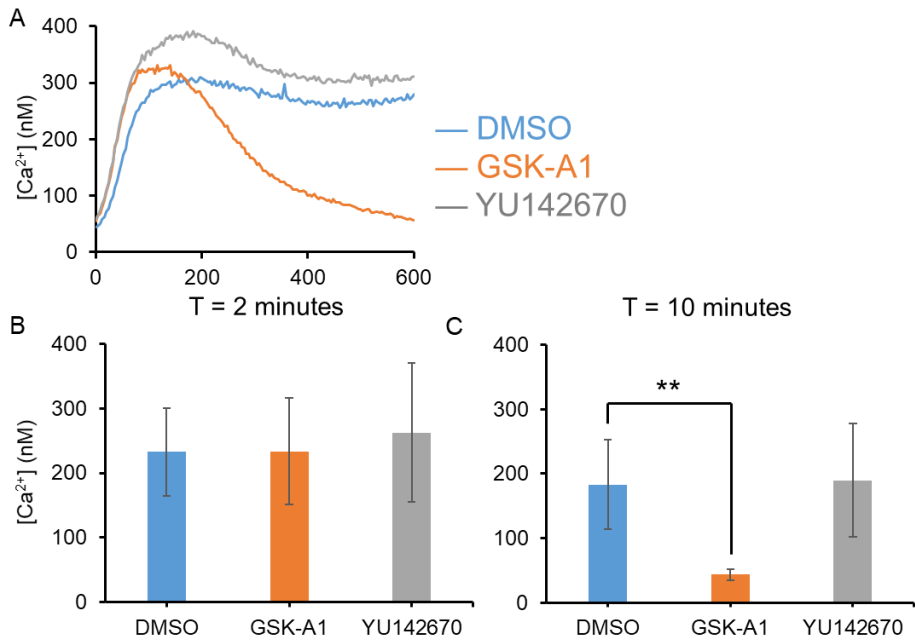 A
400
300
200
100
0
[Ca²⁺] (nM)
0 200 400 600
DMSO
GSK-A1
YU142670
T = 2 minutes
B
400
300
200
100
0
[Ca²⁺] (nM)
DMSO GSK-A1 YU142670
T = 10 minutes
C
400
300
200
100
0
**
DMSO GSK-A1 YU142670